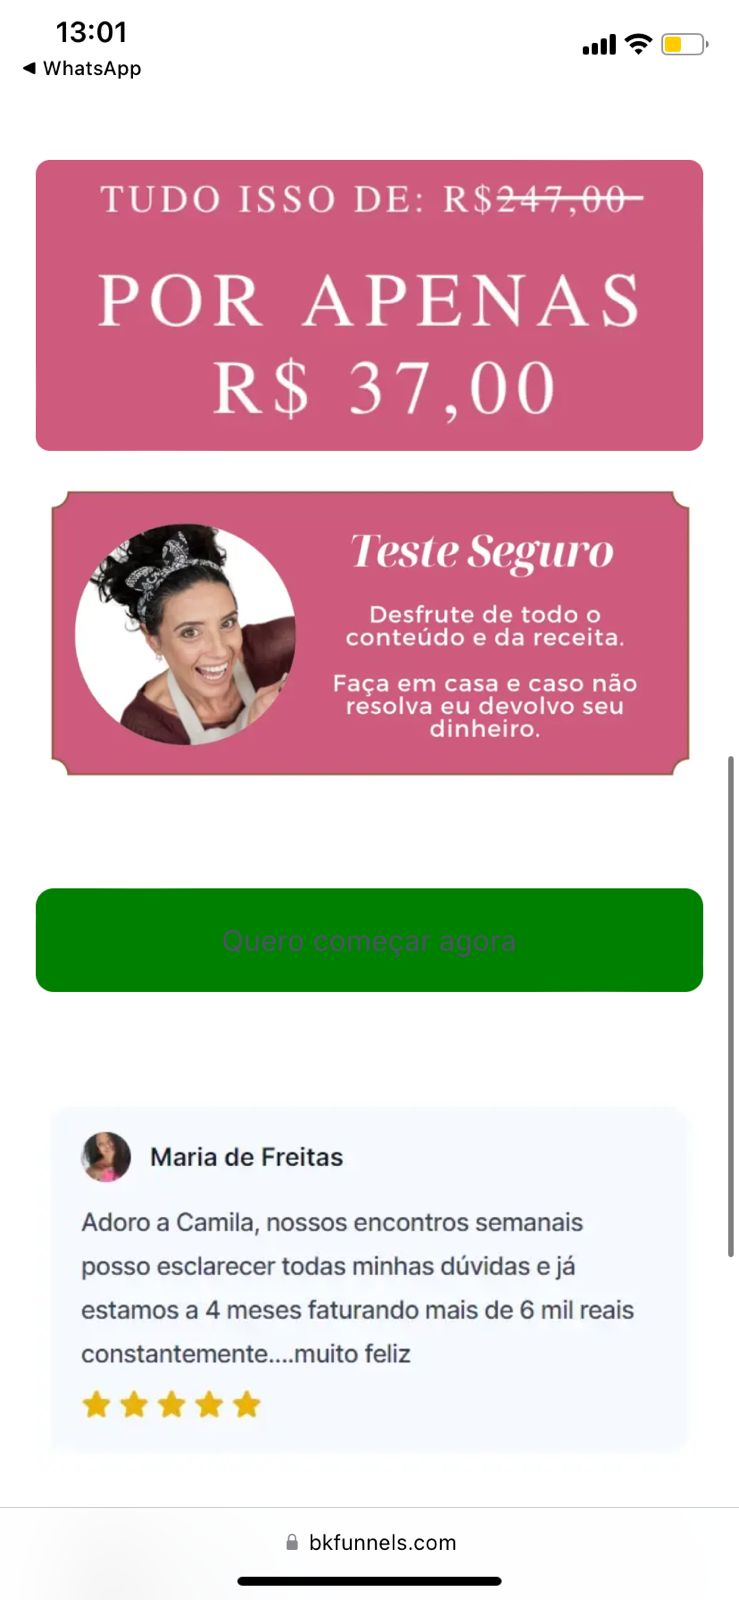 13:01
◀ WhatsApp
TUDO ISSO DE: R$247,00
POR APENAS
R$ 37,00
Teste Seguro
Desfrute de todo o
conteúdo e da receita.
Faça em casa e caso não
resolva eu devolvo seu
dinheiro.
Quero começar agora
Maria de Freitas
Adoro a Camila, nossos encontros semanais
posso esclarecer todas minhas dúvidas e já
estamos a 4 meses faturando mais de 6 mil reais
constantemente....muito feliz
bkfunnels.com